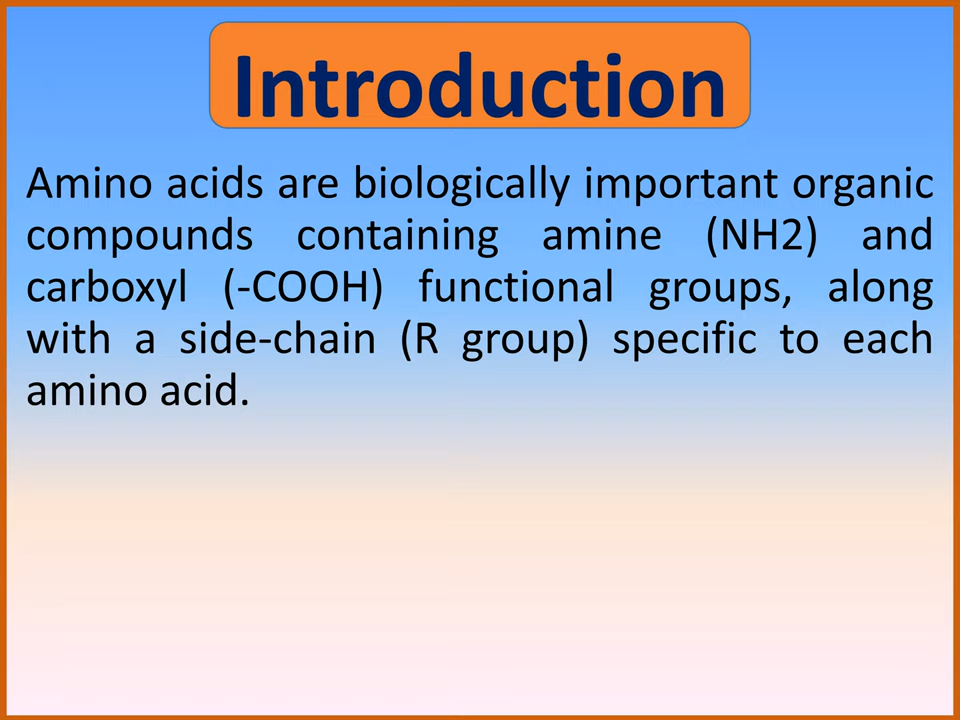 Introduction
Amino acids are biologically important organic
compounds containing amine (NH2) and
carboxyl (-COOH) functional groups, along
with a side-chain (R group) specific to each
amino acid.